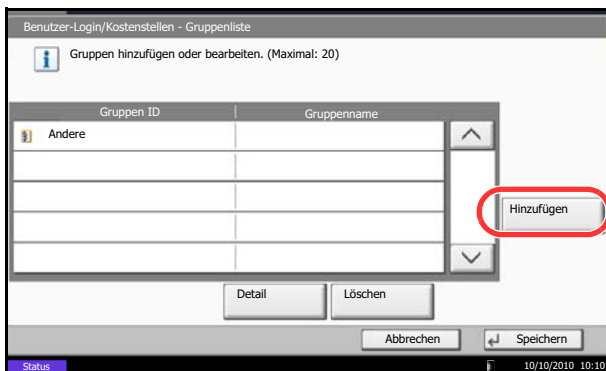 Benutzer-Login/Kostenstellen - Gruppenliste
Gruppen hinzufügen oder bearbeiten. (Maximal: 20)
Gruppen ID Gruppenname
Andere
Hinzufügen
Detail Löschen
Abbrechen Speichern
Status 10/10/2010 10:10